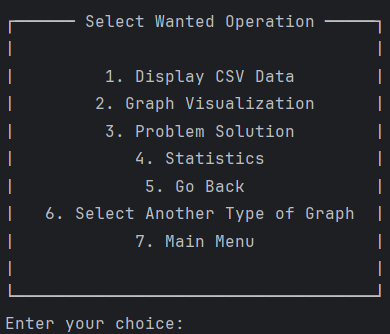 Select Wanted Operation
1. Display CSV Data
2. Graph Visualization
3. Problem Solution
4. Statistics
5. Go Back
6. Select Another Type of Graph
7. Main Menu
Enter your choice: